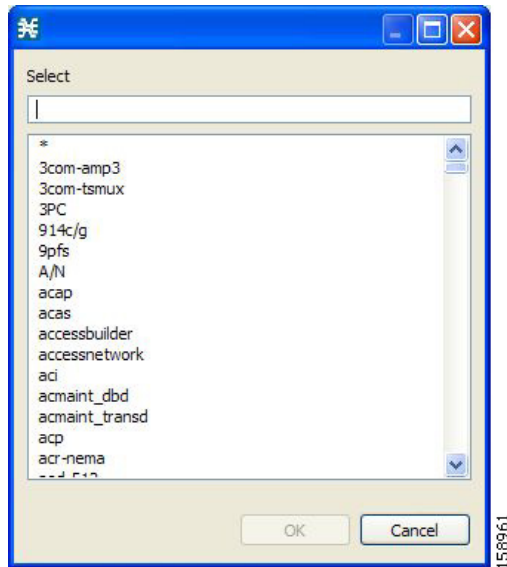 Select
*
3com-amp3
3com-tsmux
3PC
914c/g
9pfs
A/N
acap
acas
accessbuilder
accessnetwork
aci
acmaint_dbd
acmaint_transd
acp
acr-nema
OK
Cancel
158961